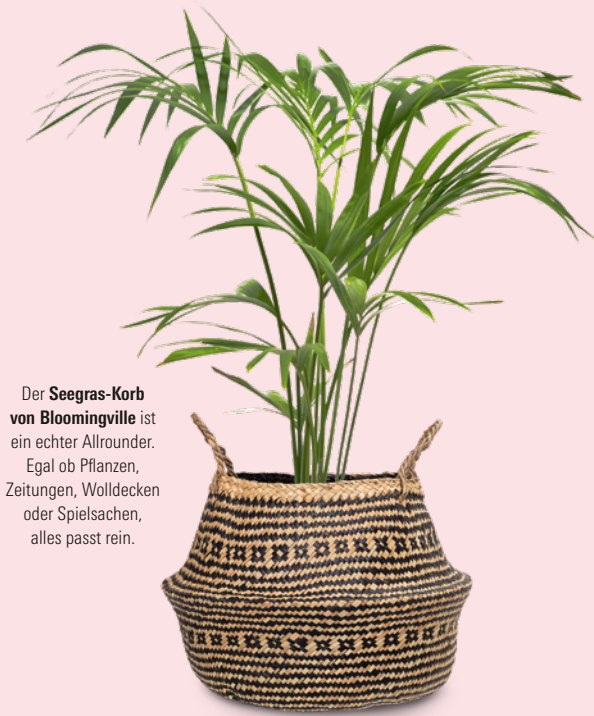 Der Seegras-Korb
von Bloomingville ist
ein echter Allrounder.
Egal ob Pflanzen,
Zeitungen, Wolldecken
oder Spielsachen,
alles passt rein.